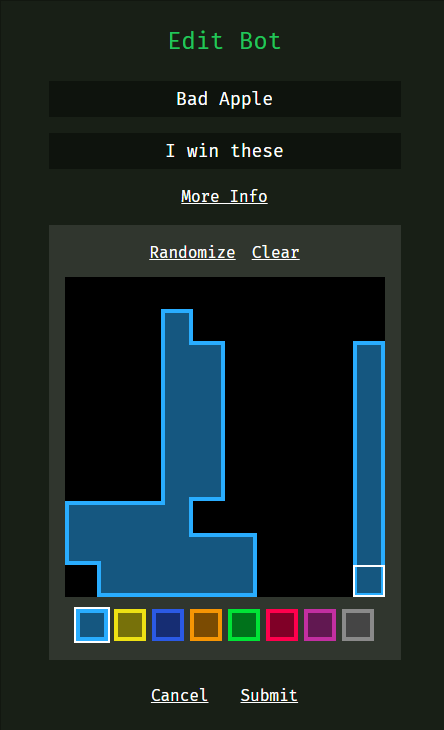 Edit Bot
Bad Apple
I win these
More Info
Randomize Clear
Cancel Submit